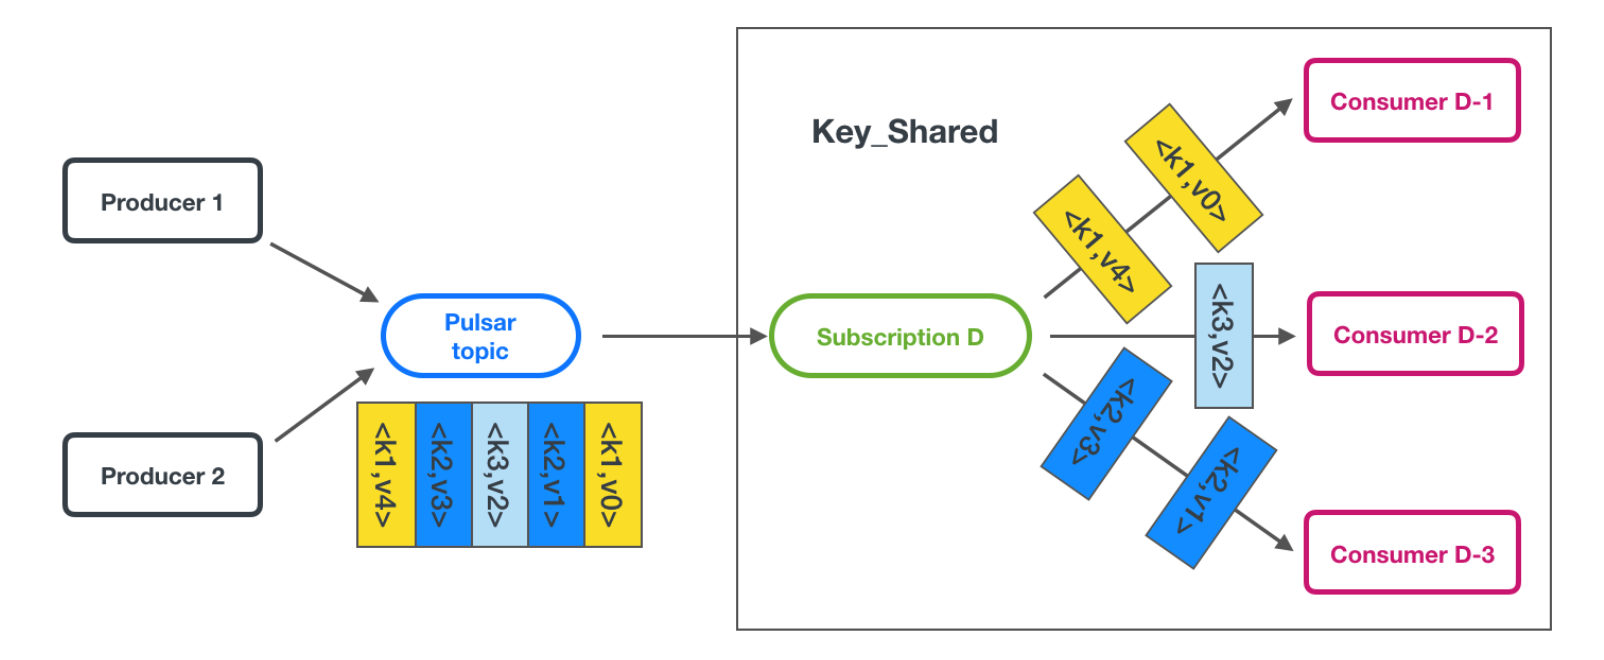 Producer 1
Producer 2
Pulsar
topic
<k1,v4>
<k2,v3>
<k3,v2>
<k2,v1>
<k1,v0>
Key_Shared
Subscription D
<k1,v4>
<k1,v0>
<k3,v2>
<k2,v3>
<k2,v1>
Consumer D-1
Consumer D-2
Consumer D-3